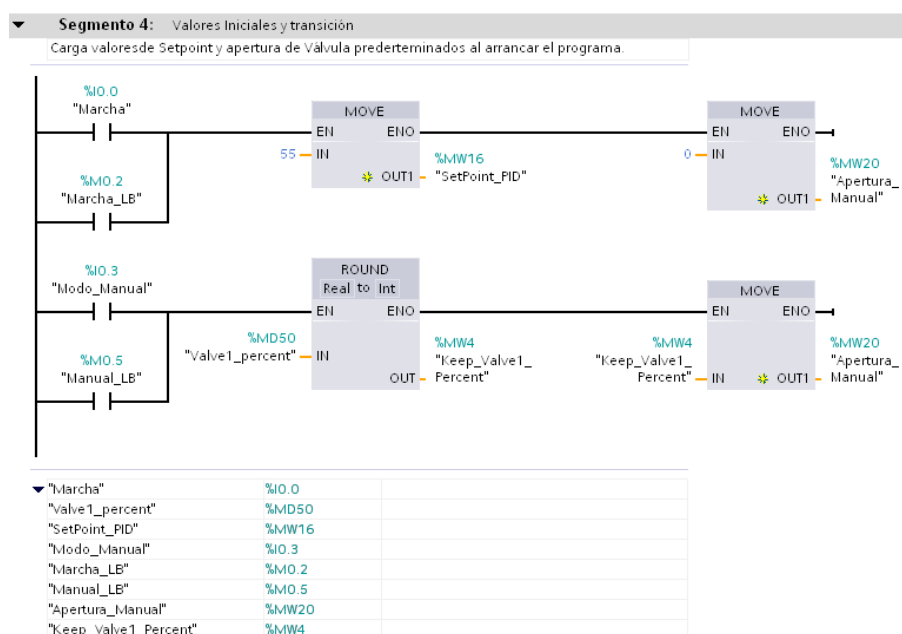 Segmento 4: Valores Iniciales y transición
Carga valoresde Setpoint y apertura de Válvula prederteminados al arrancar el programa.
%I0.0
"Marcha"
MOVE
EN ENO
55 IN
OUT1
%MW16
"SetPoint_PID"
MOVE
EN ENO
0 IN
OUT1
%MW20
"Apertura_
Manual"
%M0.2
"Marcha_LB"
%I0.3
"Modo_Manual"
ROUND
Real to Int
EN ENO
%MD50
"Valve1_percent" IN
OUT
%MW4
"Keep_Valve1_
Percent"
MOVE
EN ENO
%MW4
"Keep_Valve1_
Percent" IN
OUT1
%MW20
"Apertura_
Manual"
%M0.5
"Manual_LB"
"Marcha" %I0.0
"Valve1_percent" %MD50
"SetPoint_PID" %MW16
"Modo_Manual" %I0.3
"Marcha_LB" %M0.2
"Manual_LB" %M0.5
"Apertura_Manual" %MW20
"Keep_Valve1_Percent" %MW4